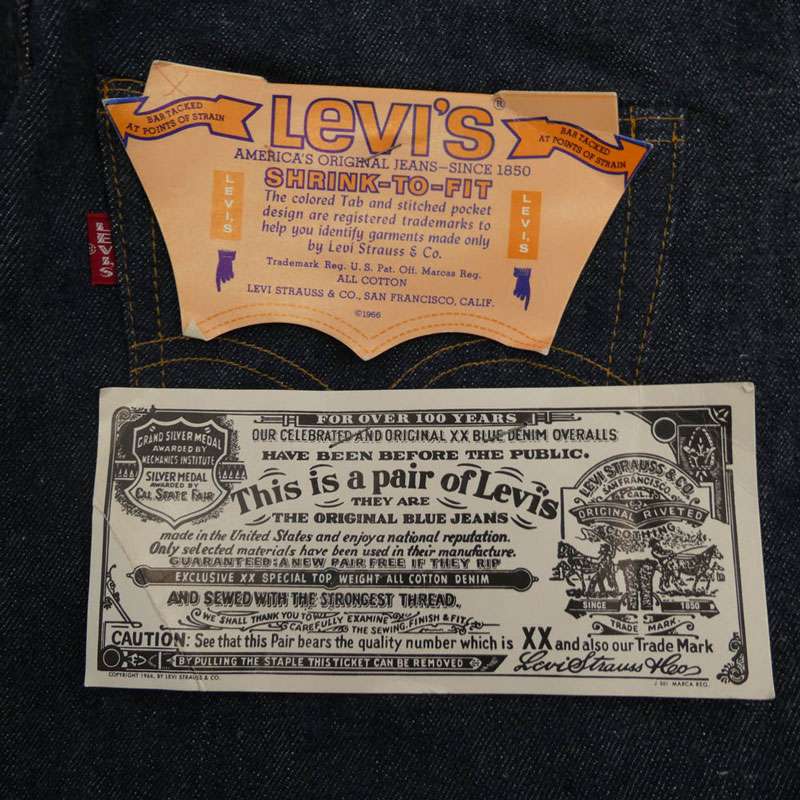 LEVI'S®
BAR TACKED
AT POINTS OF STRAIN
BAR TACKED
AT POINTS OF STRAIN
AMERICA'S ORIGINAL JEANS—SINCE 1850
SHRINK-TO-FIT
The colored Tab and stitched pocket
design are registered trademarks to
help you identify garments made only
by Levi Strauss & Co.
LEVI'S
LEVI'S
Trademark Reg. U. S. Pat. Off. Marcas Reg.
ALL COTTON
LEVI STRAUSS & CO., SAN FRANCISCO, CALIF.
©1966
LEVI'S
®
FOR OVER 100 YEARS
OUR CELEBRATED AND ORIGINAL XX BLUE DENIM OVERALLS
HAVE BEEN BEFORE THE PUBLIC.
GRAND SILVER MEDAL
AWARDED BY
MECHANICS INSTITUTE
SILVER MEDAL
AWARDED BY
CAL STATE FAIR
This is a pair of Levi's
THEY ARE
THE ORIGINAL BLUE JEANS
made in the United States and enjoy a national reputation.
Only selected materials have been used in their manufacture.
GUARANTEED: A NEW PAIR FREE IF THEY RIP
EXCLUSIVE XX SPECIAL TOP WEIGHT ALL COTTON DENIM
AND SEWED WITH THE STRONGEST THREAD.
WE SHALL THANK YOU TO
CAREFULLY EXAMINE
THE SEWING, FINISH & FIT
LEVI STRAUSS & CO.
SAN FRANCISCO,
CAL.
ORIGINAL RIVETED
CLOTHING
SINCE 1850
TRADE MARK
CAUTION: See that this Pair bears the quality number which is XX and also our Trade Mark
BY PULLING THE STAPLE THIS TICKET CAN BE REMOVED
Levi Strauss & Co
COPYRIGHT 1966, BY LEVI STRAUSS & CO.
J 501 MARCA REG.